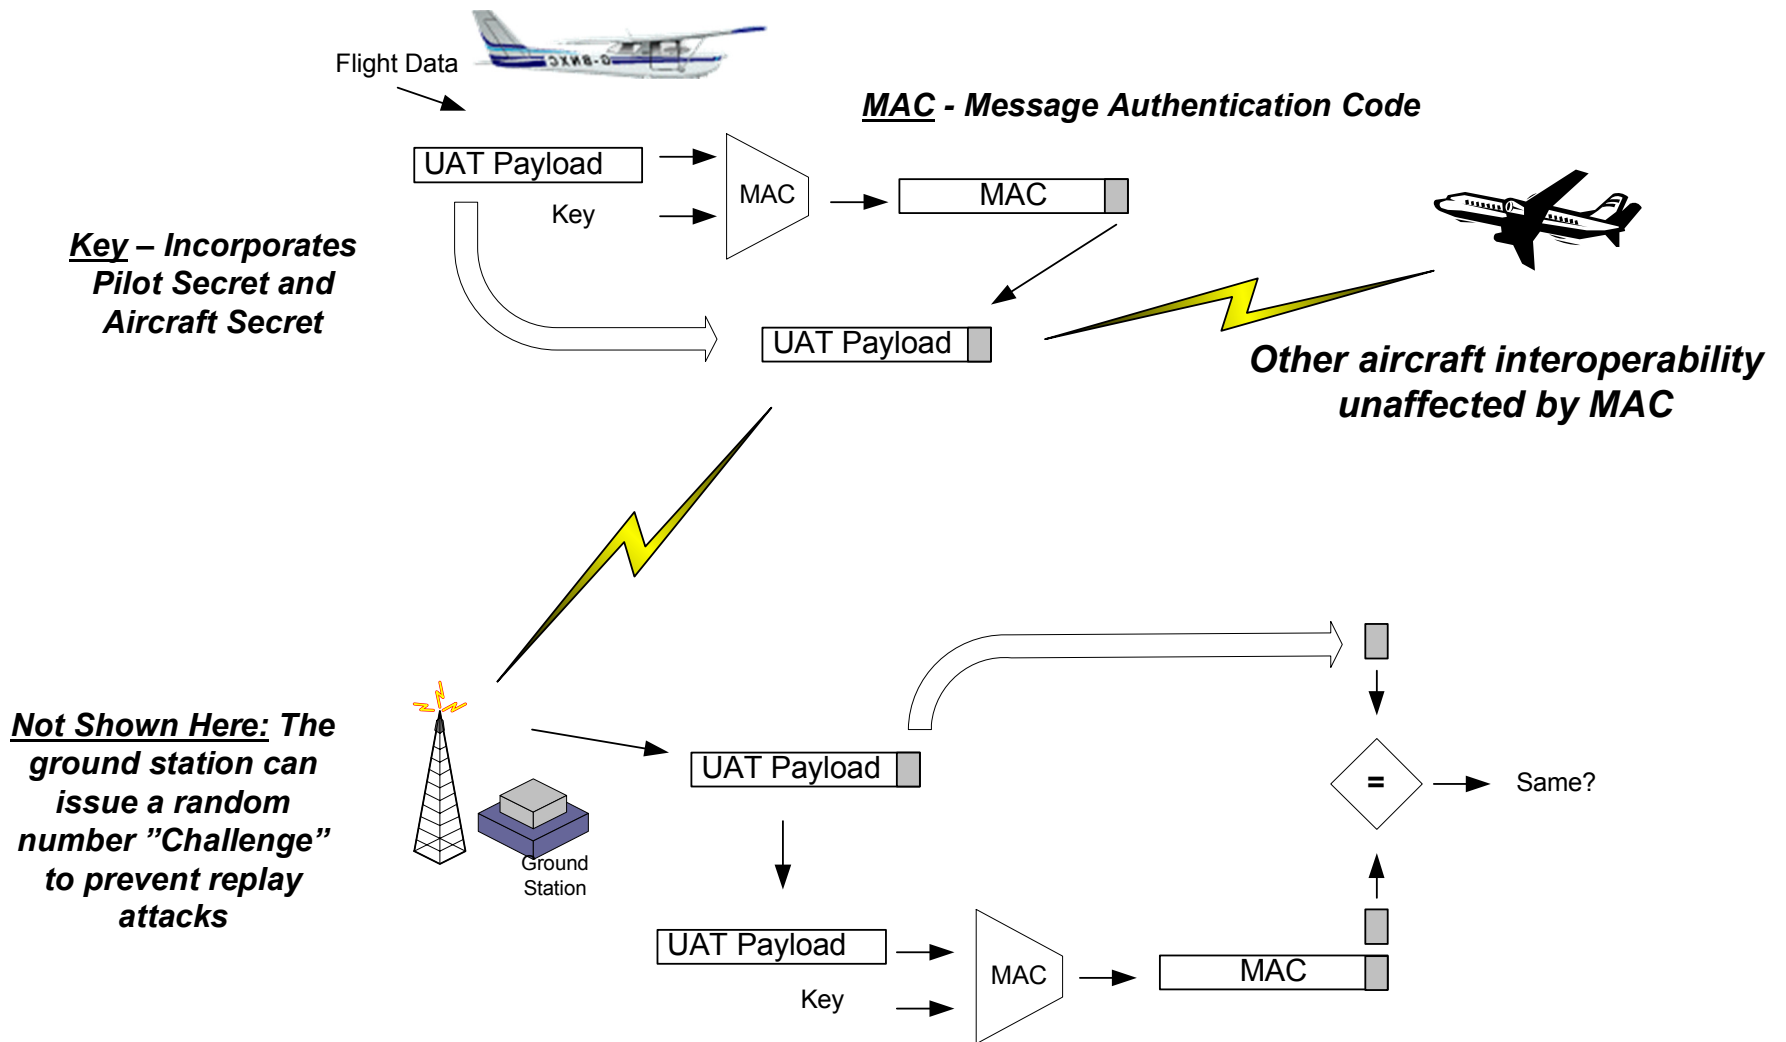 Flight Data
MAC - Message Authentication Code
UAT Payload
MAC
MAC
Key
Key – Incorporates
Pilot Secret and
Aircraft Secret
UAT Payload
Other aircraft interoperability
unaffected by MAC
Not Shown Here: The
ground station can
issue a random
number ”Challenge”
to prevent replay
attacks
Ground
Station
UAT Payload
=
Same?
UAT Payload
Key
MAC
MAC